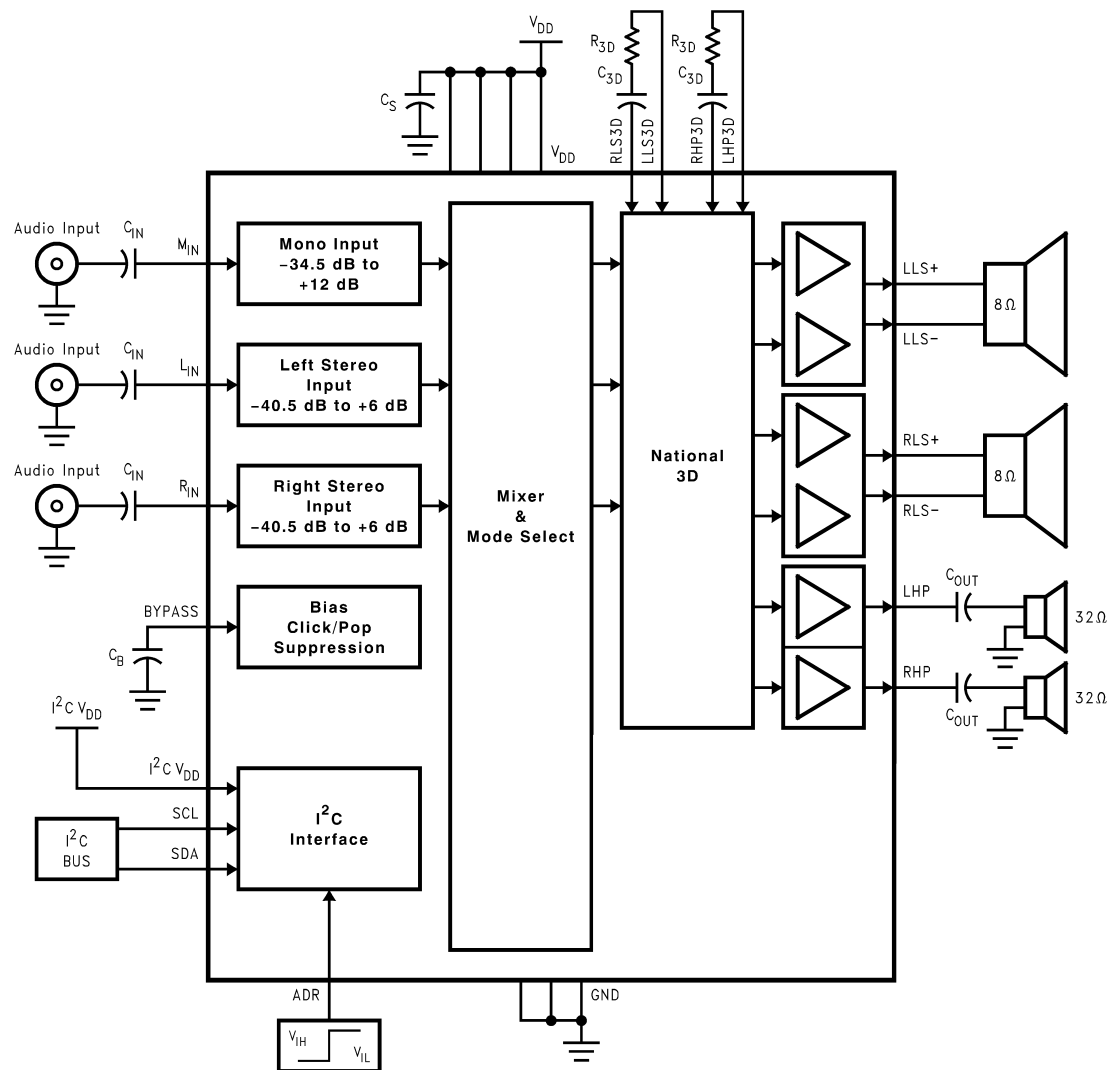 V_DD
R_3D
R_3D
C_3D
C_3D
C_S
RLS3D
LLS3D
RHP3D
LHP3D
V_DD
Audio Input
C_IN
M_IN
Mono Input
−34.5 dB to
+12 dB
LLS+
8Ω
LLS−
Audio Input
C_IN
L_IN
Left Stereo
Input
−40.5 dB to +6 dB
National
3D
RLS+
8Ω
RLS−
Audio Input
C_IN
R_IN
Right Stereo
Input
−40.5 dB to +6 dB
Mixer
&
Mode Select
BYPASS
C_B
Bias
Click/Pop
Suppression
LHP
C_OUT
32Ω
RHP
C_OUT
32Ω
I²C V_DD
I²C V_DD
SCL
SDA
I²C
BUS
I²C
Interface
ADR
GND
V_IH
V_IL